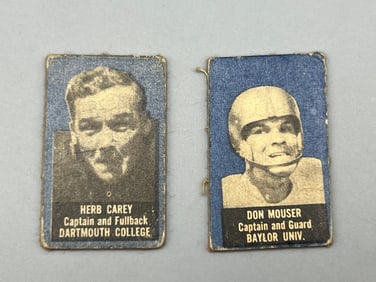 HERB CAREY
Captain and Fullback
DARTMOUTH COLLEGE
DON MOUSER
Captain and Guard
BAYLOR UNIV.